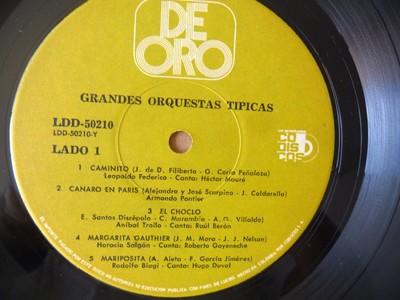 DE
ORO
GRANDES ORQUESTAS TIPICAS
LDD-50210
LDD-50210-Y
LADO 1
codiscos
1 CAMINITO (J. de D. Filiberto - G. Coria Peñaloza)
Leopoldo Federico - Canta: Héctor Mauré
2 CANARO EN PARIS (Alejandro y José Scarpino - J. Caldarella)
Armando Pontier
3 EL CHOCLO
E. Santos Discépolo - C. Marambio - A. G. Villoldo)
Aníbal Troilo - Canta: Raúl Berón
4 MARGARITA GAUTHIER (J. M. Mora - J. J. Nelson)
Horacio Salgán - Canta: Roberto Goyeneche
5 MARIPOSITA (A. Aieta - F. García Jiménez)
Rodolfo Biagi - Canta: Hugo Duval